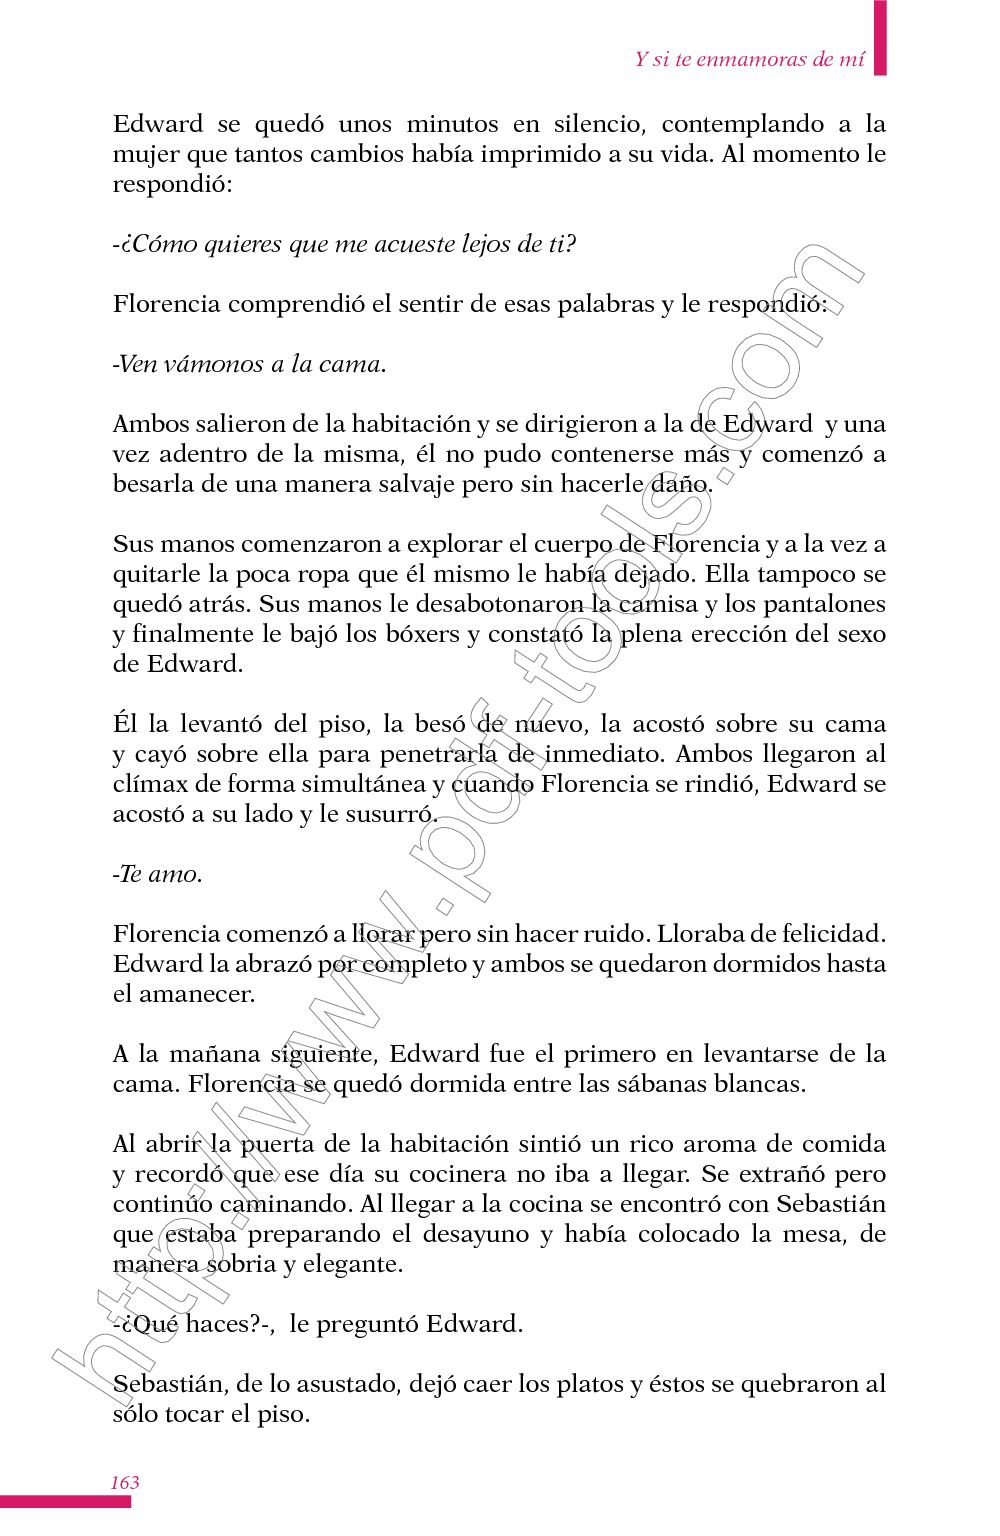 Y si te enmamoras de mí
Edward se quedó unos minutos en silencio, contemplando a la
mujer que tantos cambios había imprimido a su vida. Al momento le
respondió:
-¿Cómo quieres que me acueste lejos de ti?
Florencia comprendió el sentir de esas palabras y le respondió:
-Ven vámonos a la cama.
Ambos salieron de la habitación y se dirigieron a la de Edward  y una
vez adentro de la misma, él no pudo contenerse más y comenzó a
besarla de una manera salvaje pero sin hacerle daño.
Sus manos comenzaron a explorar el cuerpo de Florencia y a la vez a
quitarle la poca ropa que él mismo le había dejado. Ella tampoco se
quedó atrás. Sus manos le desabotonaron la camisa y los pantalones
y finalmente le bajó los bóxers y constató la plena erección del sexo
de Edward.
Él la levantó del piso, la besó de nuevo, la acostó sobre su cama
y cayó sobre ella para penetrarla de inmediato. Ambos llegaron al
clímax de forma simultánea y cuando Florencia se rindió, Edward se
acostó a su lado y le susurró.
-Te amo.
Florencia comenzó a llorar pero sin hacer ruido. Lloraba de felicidad.
Edward la abrazó por completo y ambos se quedaron dormidos hasta
el amanecer.
A la mañana siguiente, Edward fue el primero en levantarse de la
cama. Florencia se quedó dormida entre las sábanas blancas.
Al abrir la puerta de la habitación sintió un rico aroma de comida
y recordó que ese día su cocinera no iba a llegar. Se extrañó pero
continúo caminando. Al llegar a la cocina se encontró con Sebastián
que estaba preparando el desayuno y había colocado la mesa, de
manera sobria y elegante.
-¿Qué haces?-,  le preguntó Edward.
Sebastián, de lo asustado, dejó caer los platos y éstos se quebraron al
sólo tocar el piso.
163
http://www.pdf-tools.com